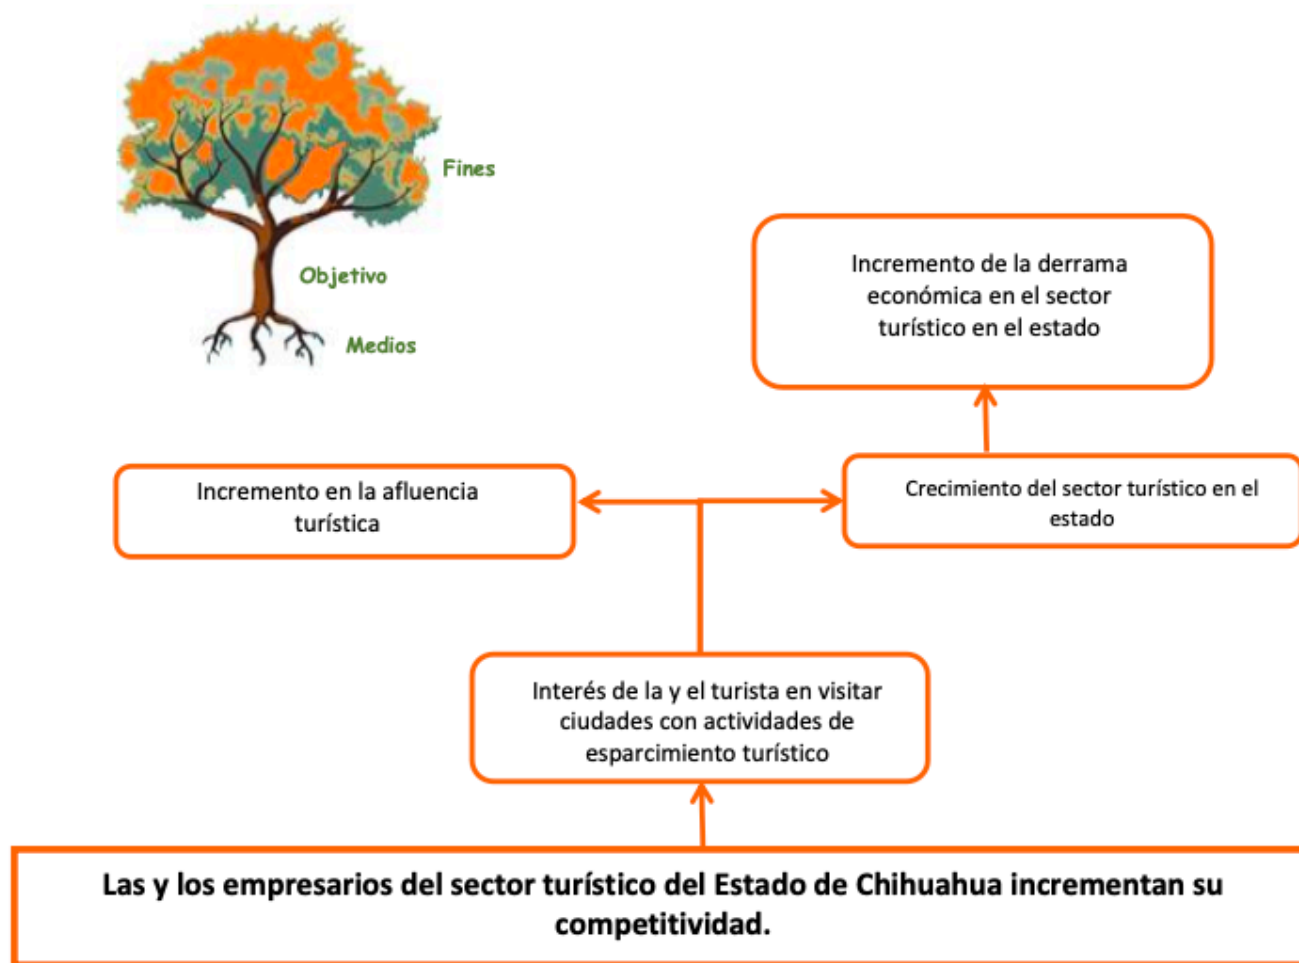 Fines
Objetivo
Medios
Incremento de la derrama
económica en el sector
turístico en el estado
Incremento en la afluencia
turística
Crecimiento del sector turístico en el
estado
Interés de la y el turista en visitar
ciudades con actividades de
esparcimiento turístico
Las y los empresarios del sector turístico del Estado de Chihuahua incrementan su
competitividad.